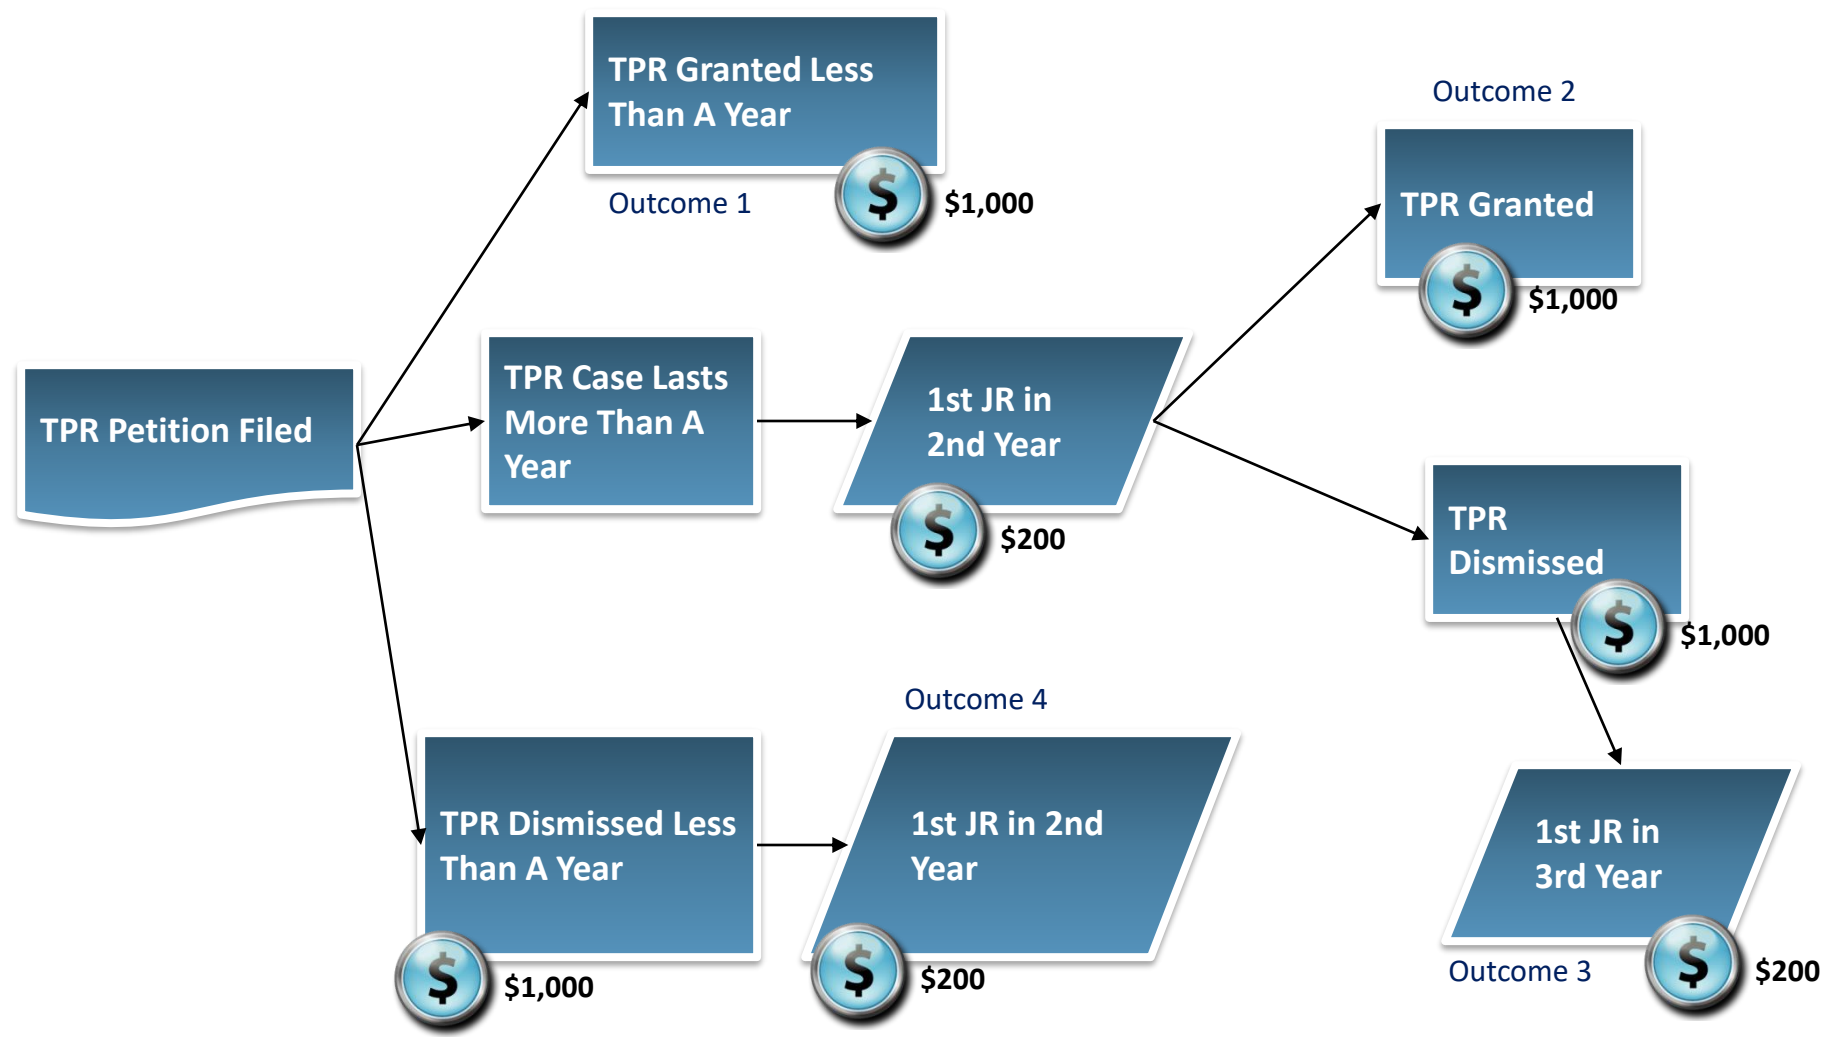 TPR Granted Less
Than A Year
Outcome 1
$
$1,000
Outcome 2
TPR Granted
$
$1,000
TPR Petition Filed
TPR Case Lasts
More Than A
Year
1st JR in
2nd Year
$
$200
TPR
Dismissed
$
$1,000
Outcome 4
TPR Dismissed Less
Than A Year
$
$1,000
1st JR in 2nd
Year
$
$200
1st JR in
3rd Year
Outcome 3
$
$200